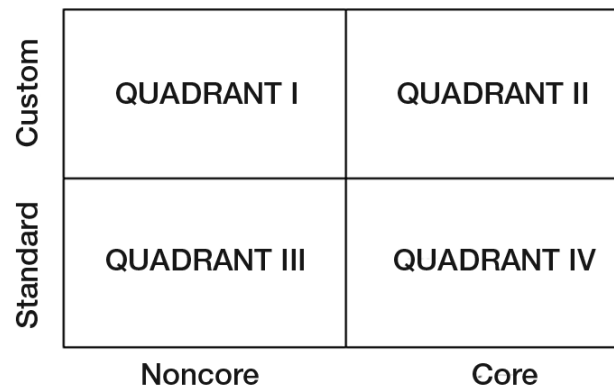 Custom
QUADRANT I
QUADRANT II
Standard
QUADRANT III
QUADRANT IV
Noncore
Core